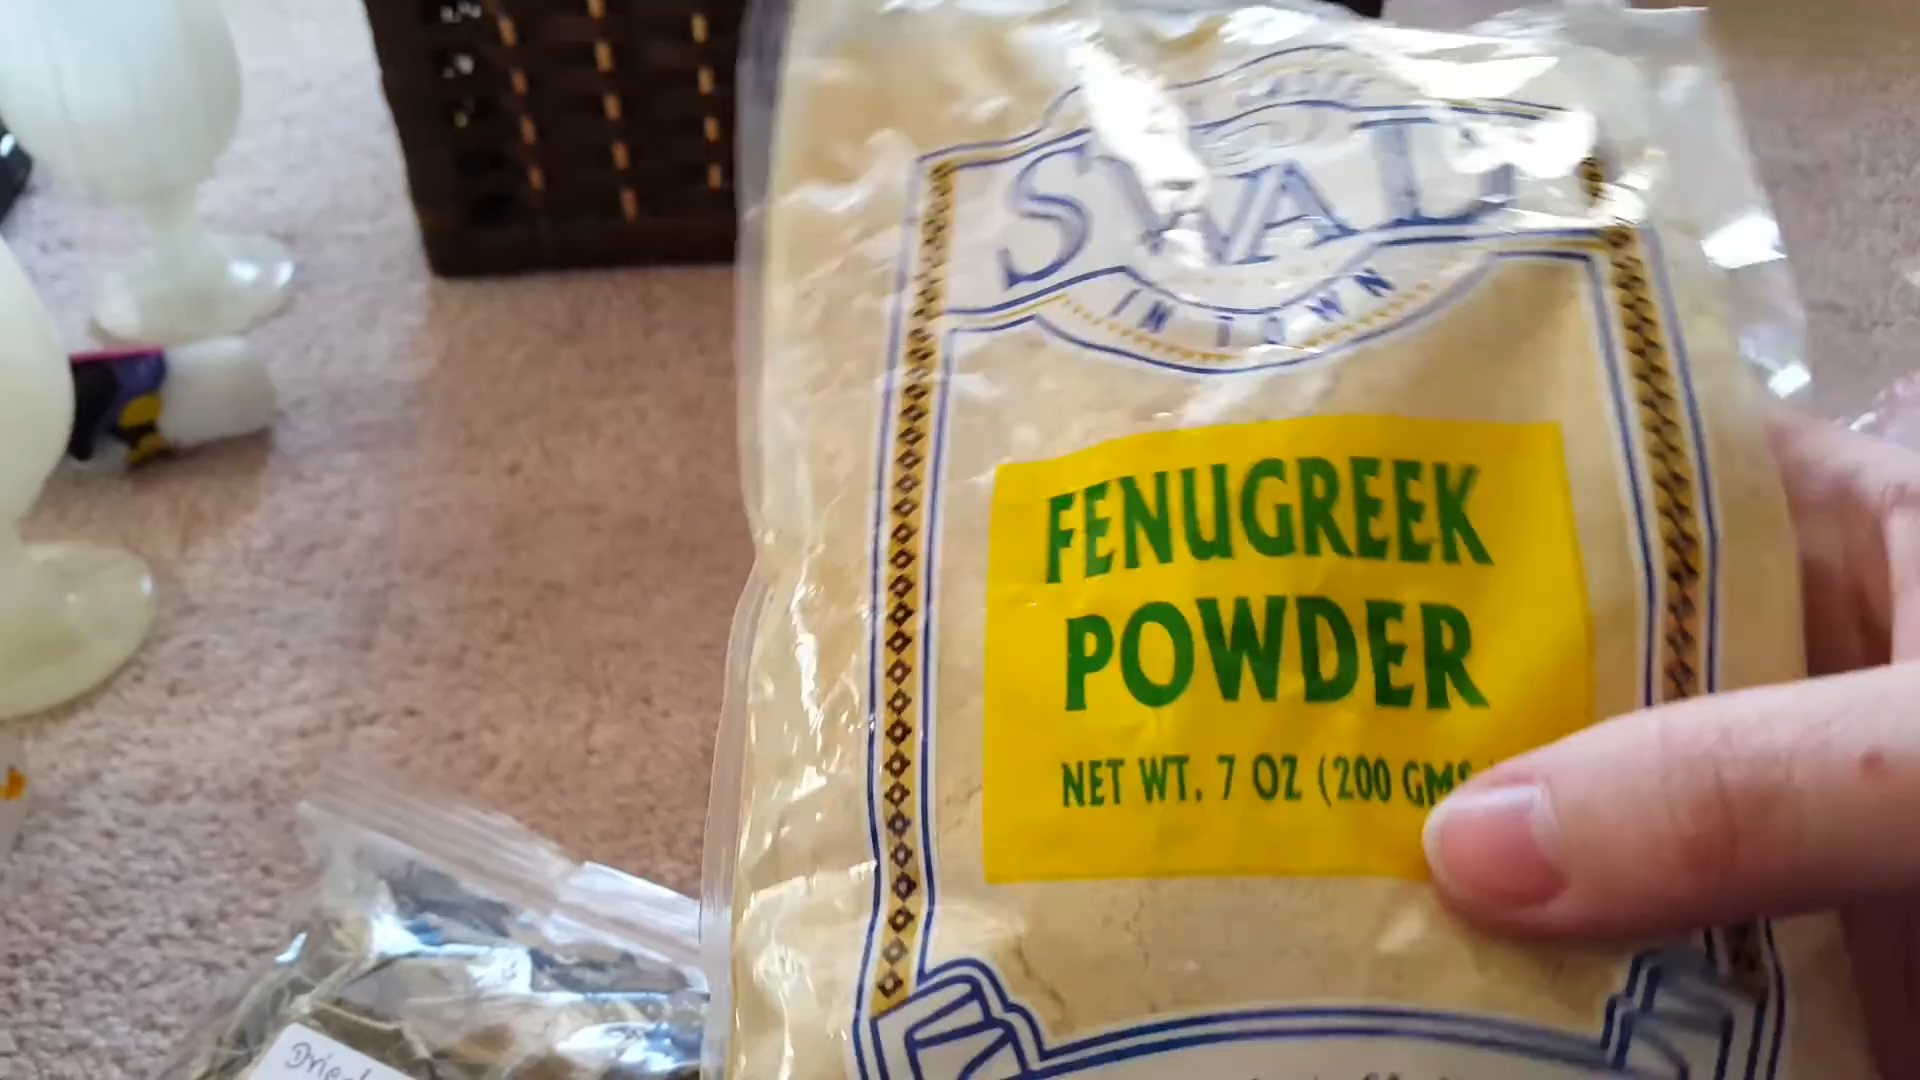 SWAD
IN TOWN
FENUGREEK
POWDER
NET WT. 7 OZ (200 GMS